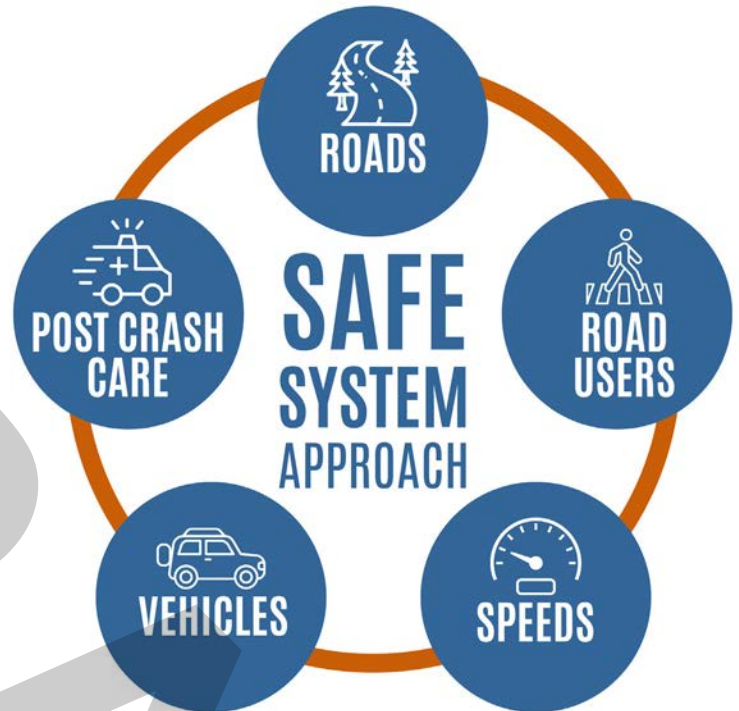 ROADS
POST CRASH
CARE
SAFE
SYSTEM
APPROACH
ROAD
USERS
VEHICLES
SPEEDS